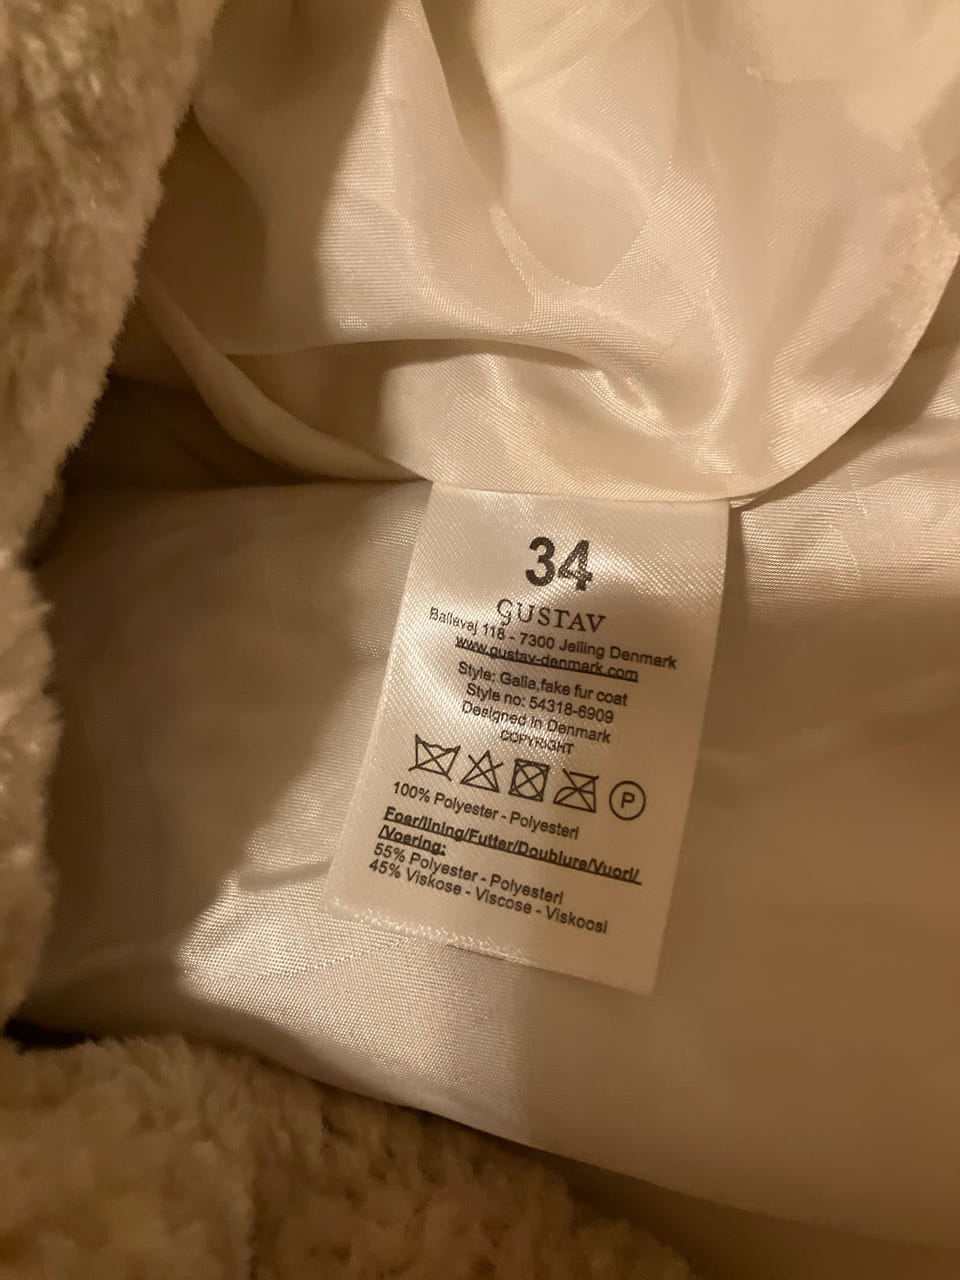 34
GUSTAV
Ballevej 118 - 7300 Jelling Denmark
www.gustav-denmark.com
Style: Galia,fake fur coat
Style no: 54318-6909
Designed in Denmark
COPYRIGHT
P
100% Polyester - Polyesteri
Foer/lining/Futter/Doublure/Vuori/
/Voering:
55% Polyester - Polyesteri
45% Viskose - Viscose - Viskoosi